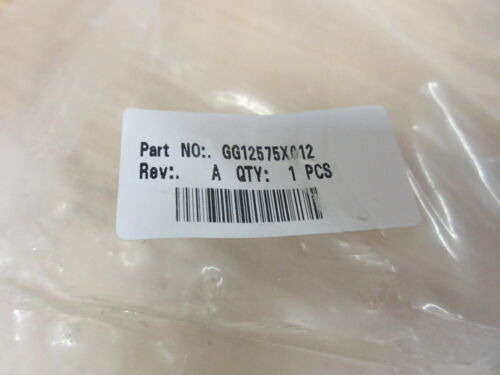 Part NO:. GG12575X012
Rev:. A QTY: 1 PCS